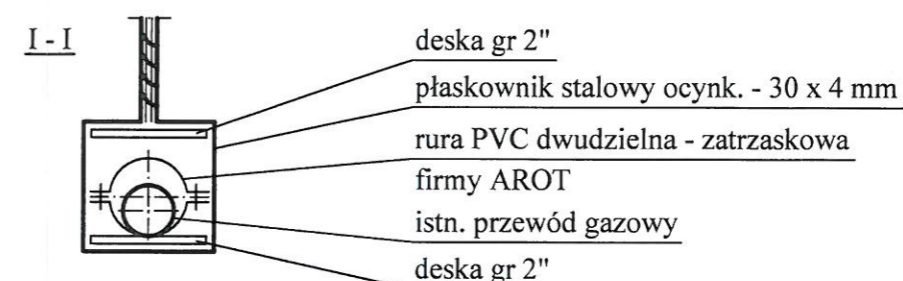 I - I
deska gr 2"
płaskownik stalowy ocynk. - 30 x 4 mm
rura PVC dwudzielna - zatrzaskowa
firmy AROT
istn. przewód gazowy
deska gr 2"